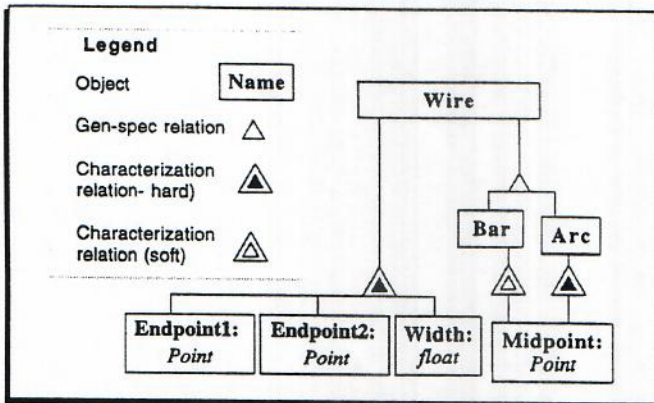 Legend
Object
Name
Gen-spec relation
Characterization
relation- hard)
Characterization
relation (soft)
Wire
Bar
Arc
Endpoint1:
Point
Endpoint2:
Point
Width:
float
Midpoint:
Point